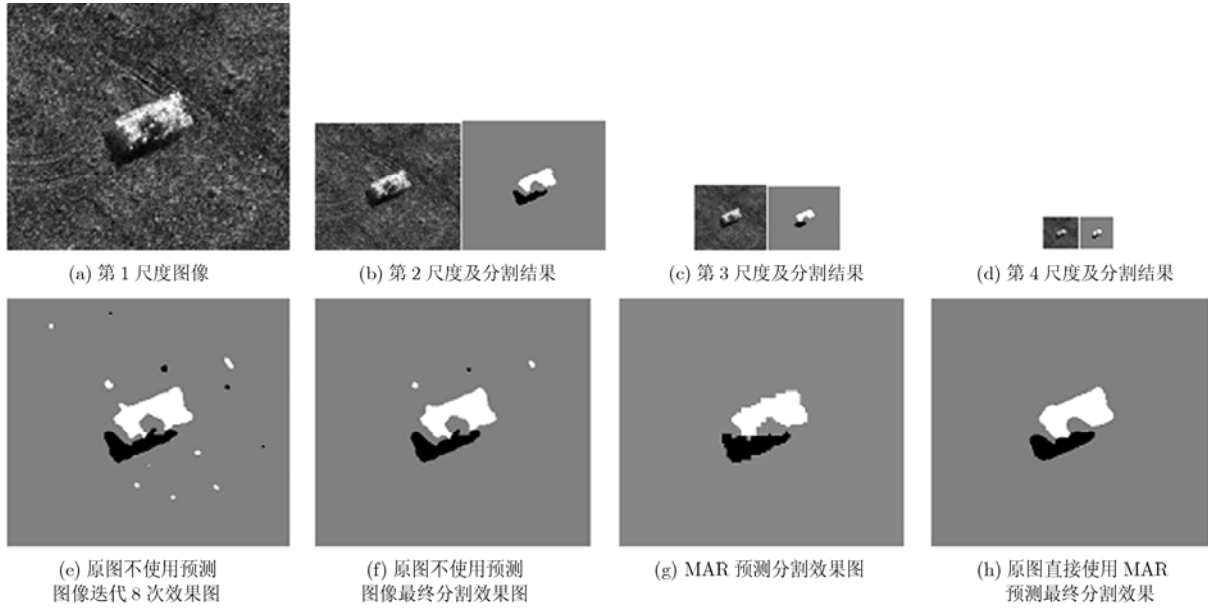 (a) 第 1 尺度图像
(b) 第 2 尺度及分割结果
(c) 第 3 尺度及分割结果
(d) 第 4 尺度及分割结果
(e) 原图不使用预测
图像迭代 8 次效果图
(f) 原图不使用预测
图像最终分割效果图
(g) MAR 预测分割效果图
(h) 原图直接使用 MAR
预测最终分割效果